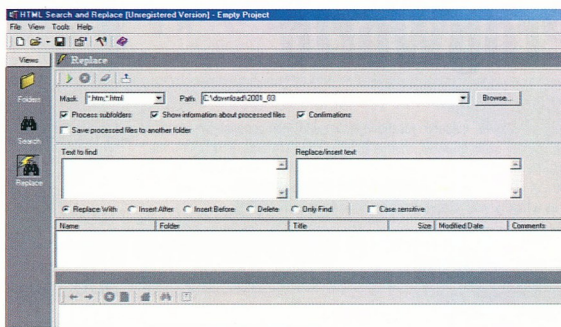 HTML Search and Replace [Unregistered Version] - Empty Project
File View Tools Help
Views
Replace
Folders
Mask: *.htm;*.html Path: C:\download\2001_03 Browse...
Process subfolders Show information about processed files Confirmations
Search
Save processed files to another folder
Text to find: Replace/insert text:
Replace
Replace With Insert After Insert Before Delete Only Find Case sensitive
Name Folder Title Size Modified Date Comments